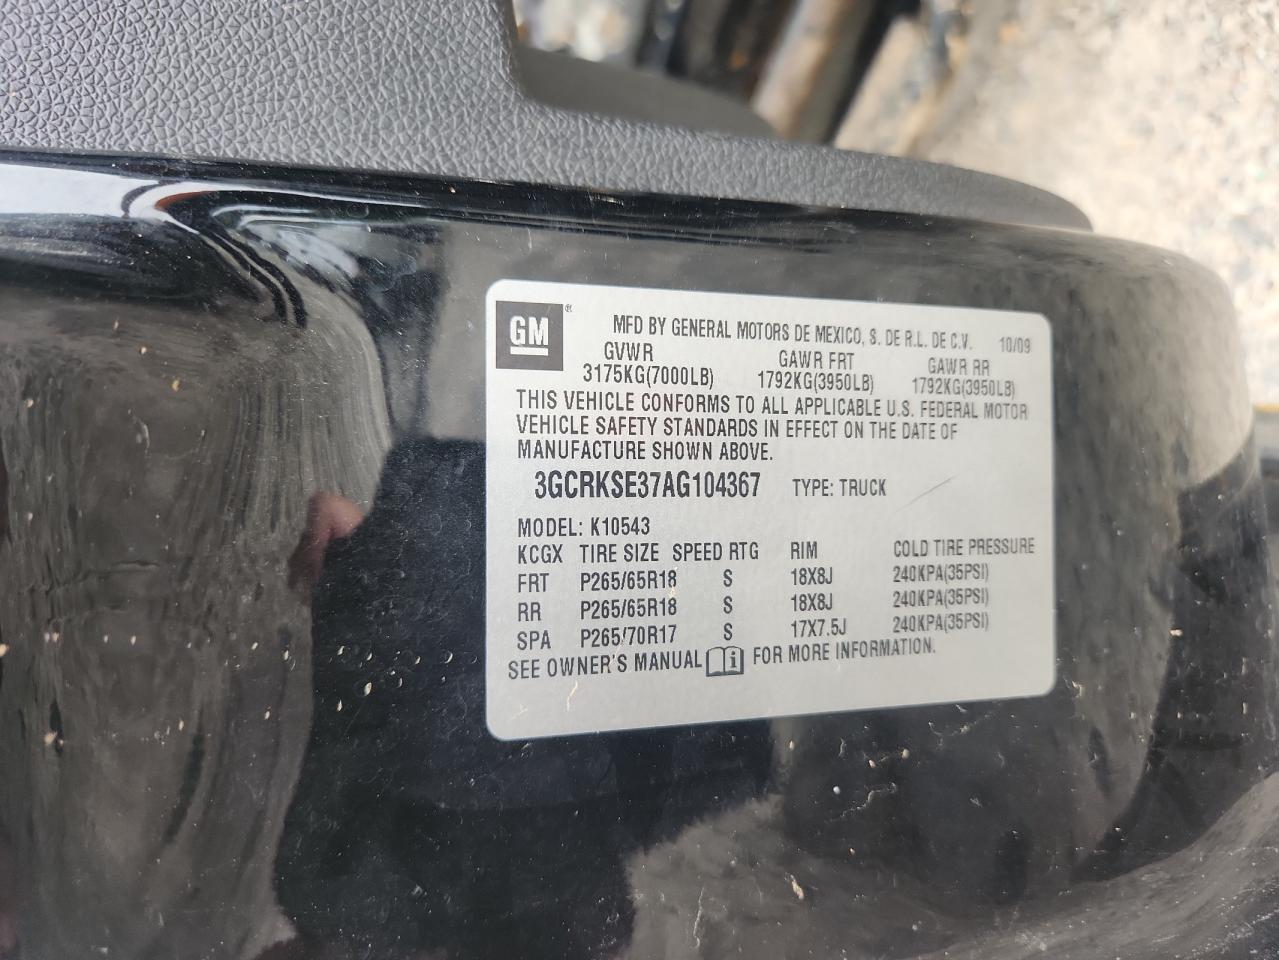 GM®
MFD BY GENERAL MOTORS DE MEXICO, S. DE R.L. DE C.V. 10/09
GVWR GAWR FRT GAWR RR
3175KG(7000LB) 1792KG(3950LB) 1792KG(3950LB)
THIS VEHICLE CONFORMS TO ALL APPLICABLE U.S. FEDERAL MOTOR
VEHICLE SAFETY STANDARDS IN EFFECT ON THE DATE OF
MANUFACTURE SHOWN ABOVE.
3GCRKSE37AG104367 TYPE: TRUCK
MODEL: K10543
KCGX TIRE SIZE SPEED RTG RIM COLD TIRE PRESSURE
FRT P265/65R18 S 18X8J 240KPA(35PSI)
RR P265/65R18 S 18X8J 240KPA(35PSI)
SPA P265/70R17 S 17X7.5J 240KPA(35PSI)
SEE OWNER'S MANUAL i FOR MORE INFORMATION.